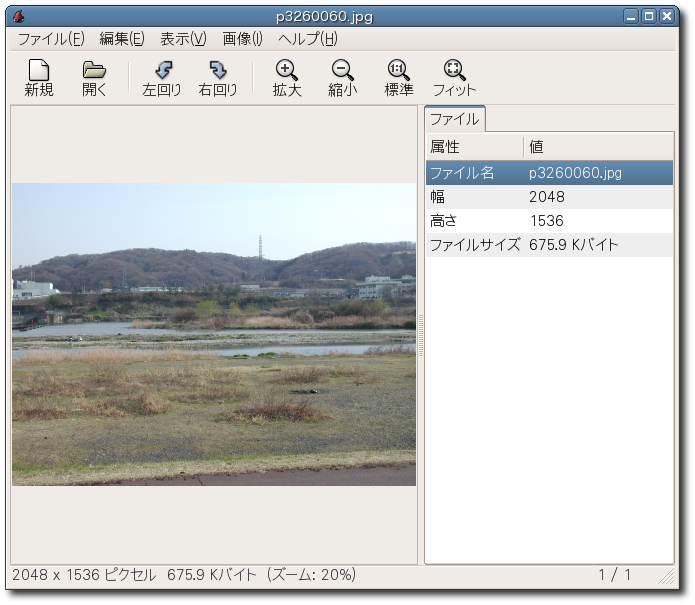 p3260060.jpg
ファイル(F) 編集(E) 表示(V) 画像(I) ヘルプ(H)
新規 開く 左回り 右回り 拡大 縮小 標準 フィット
1:1
ファイル
属性 値
ファイル名 p3260060.jpg
幅 2048
高さ 1536
ファイルサイズ 675.9 Kバイト
2048 x 1536 ピクセル 675.9 Kバイト (ズーム: 20%) 1 / 1